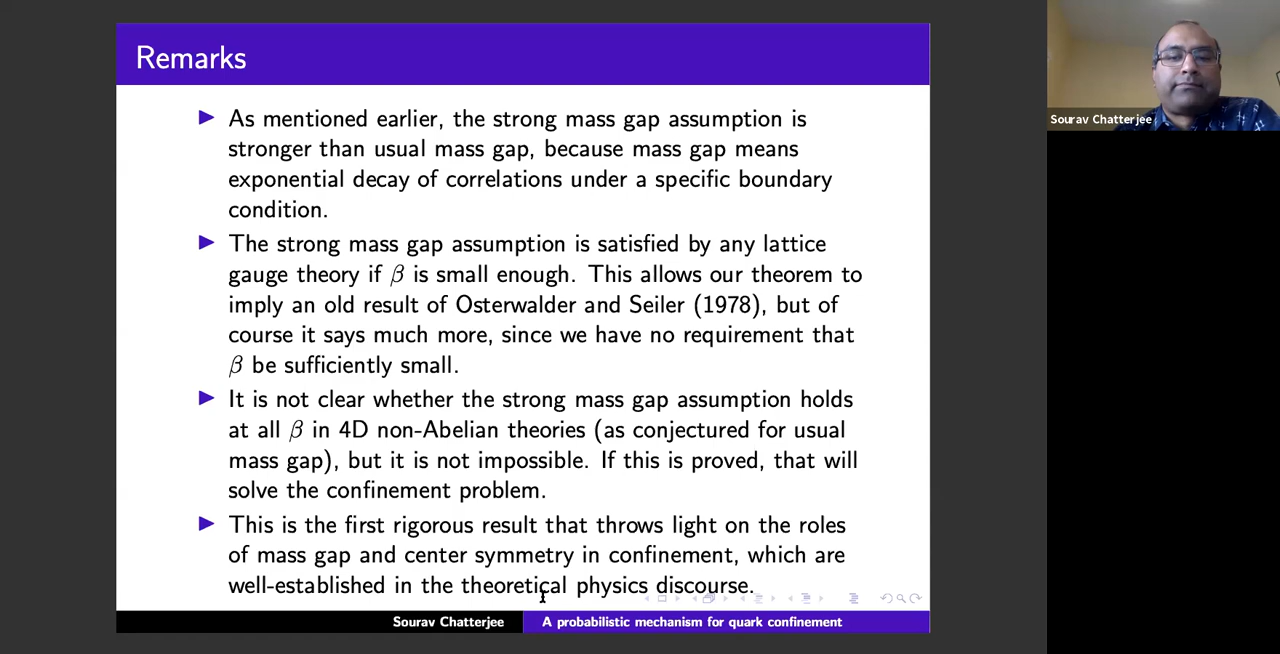 Remarks
Sourav Chatterjee
▶ As mentioned earlier, the strong mass gap assumption is
stronger than usual mass gap, because mass gap means
exponential decay of correlations under a specific boundary
condition.
▶ The strong mass gap assumption is satisfied by any lattice
gauge theory if β is small enough. This allows our theorem to
imply an old result of Osterwalder and Seiler (1978), but of
course it says much more, since we have no requirement that
β be sufficiently small.
▶ It is not clear whether the strong mass gap assumption holds
at all β in 4D non-Abelian theories (as conjectured for usual
mass gap), but it is not impossible. If this is proved, that will
solve the confinement problem.
▶ This is the first rigorous result that throws light on the roles
of mass gap and center symmetry in confinement, which are
well-established in the theoretical physics discourse.
Sourav Chatterjee
A probabilistic mechanism for quark confinement